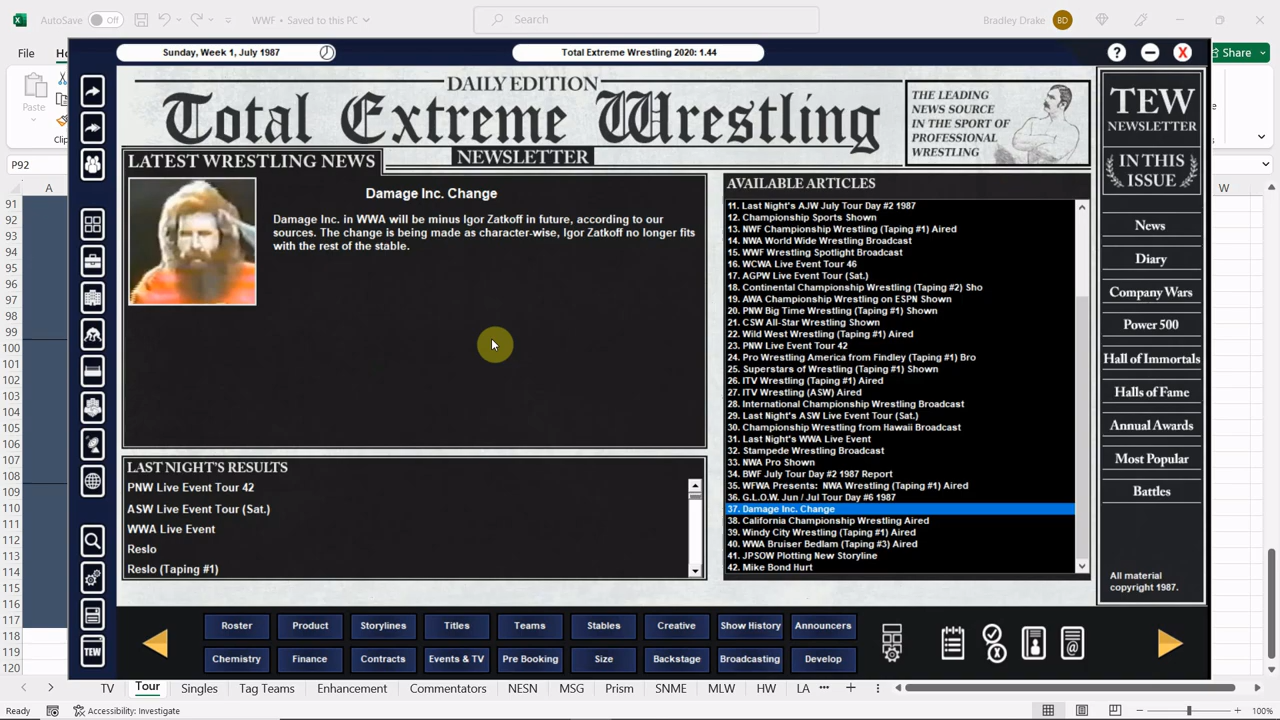 AutoSave
Off
WWF • Saved to this PC
Search
Bradley Drake
BD
File
Share
Sunday, Week 1, July 1987
Total Extreme Wrestling 2020: 1.44
?
X
Paste
P92
A
W
91
92
93
94
95
96
97
98
99
100
101
102
103
104
105
106
107
108
109
110
111
112
113
114
115
116
117
118
119
120
DAILY EDITION
Total Extreme Wrestling
NEWSLETTER
THE LEADING
NEWS SOURCE
IN THE SPORT OF
PROFESSIONAL
WRESTLING
LATEST WRESTLING NEWS
Damage Inc. Change
Damage Inc. in WWA will be minus Igor Zatkoff in future, according to our
sources. The change is being made as character-wise, Igor Zatkoff no longer fits
with the rest of the stable.
LAST NIGHT'S RESULTS
PNW Live Event Tour 42
ASW Live Event Tour (Sat.)
WWA Live Event
Reslo
Reslo (Taping #1)
AVAILABLE ARTICLES
11. Last Night's AJW July Tour Day #2 1987
12. Championship Sports Shown
13. NWF Championship Wrestling (Taping #1) Aired
14. NWA World Wide Wrestling Broadcast
15. WWF Wrestling Spotlight Broadcast
16. WCWA Live Event Tour 46
17. AGPW Live Event Tour (Sat.)
18. Continental Championship Wrestling (Taping #2) Sho
19. AWA Championship Wrestling on ESPN Shown
20. PNW Big Time Wrestling (Taping #1) Shown
21. CSW All-Star Wrestling Shown
22. Wild West Wrestling (Taping #1) Aired
23. PNW Live Event Tour 42
24. Pro Wrestling America from Findley (Taping #1) Bro
25. Superstars of Wrestling (Taping #1) Shown
26. ITV Wrestling (Taping #1) Aired
27. ITV Wrestling (ASW) Aired
28. International Championship Wrestling Broadcast
29. Last Night's ASW Live Event Tour (Sat.)
30. Championship Wrestling from Hawaii Broadcast
31. Last Night's WWA Live Event
32. Stampede Wrestling Broadcast
33. NWA Pro Shown
34. BWF July Tour Day #2 1987 Report
35. WFWA Presents: NWA Wrestling (Taping #1) Aired
36. G.L.O.W. Jun / Jul Tour Day #6 1987
37. Damage Inc. Change
38. California Championship Wrestling Aired
39. Windy City Wrestling (Taping #1) Aired
40. WWA Bruiser Bedlam (Taping #3) Aired
41. JPSOW Plotting New Storyline
42. Mike Bond Hurt
TEW
NEWSLETTER
IN THIS
ISSUE
News
Diary
Company Wars
Power 500
Hall of Immortals
Halls of Fame
Annual Awards
Most Popular
Battles
All material
copyright 1987.
TEW
Roster
Product
Storylines
Titles
Teams
Stables
Creative
Show History
Announcers
Chemistry
Finance
Contracts
Events & TV
Pre Booking
Size
Backstage
Broadcasting
Develop
TV
Tour
Singles
Tag Teams
Enhancement
Commentators
NESN
MSG
Prism
SNME
MLW
HW
LA
Ready
Accessibility: Investigate
100%